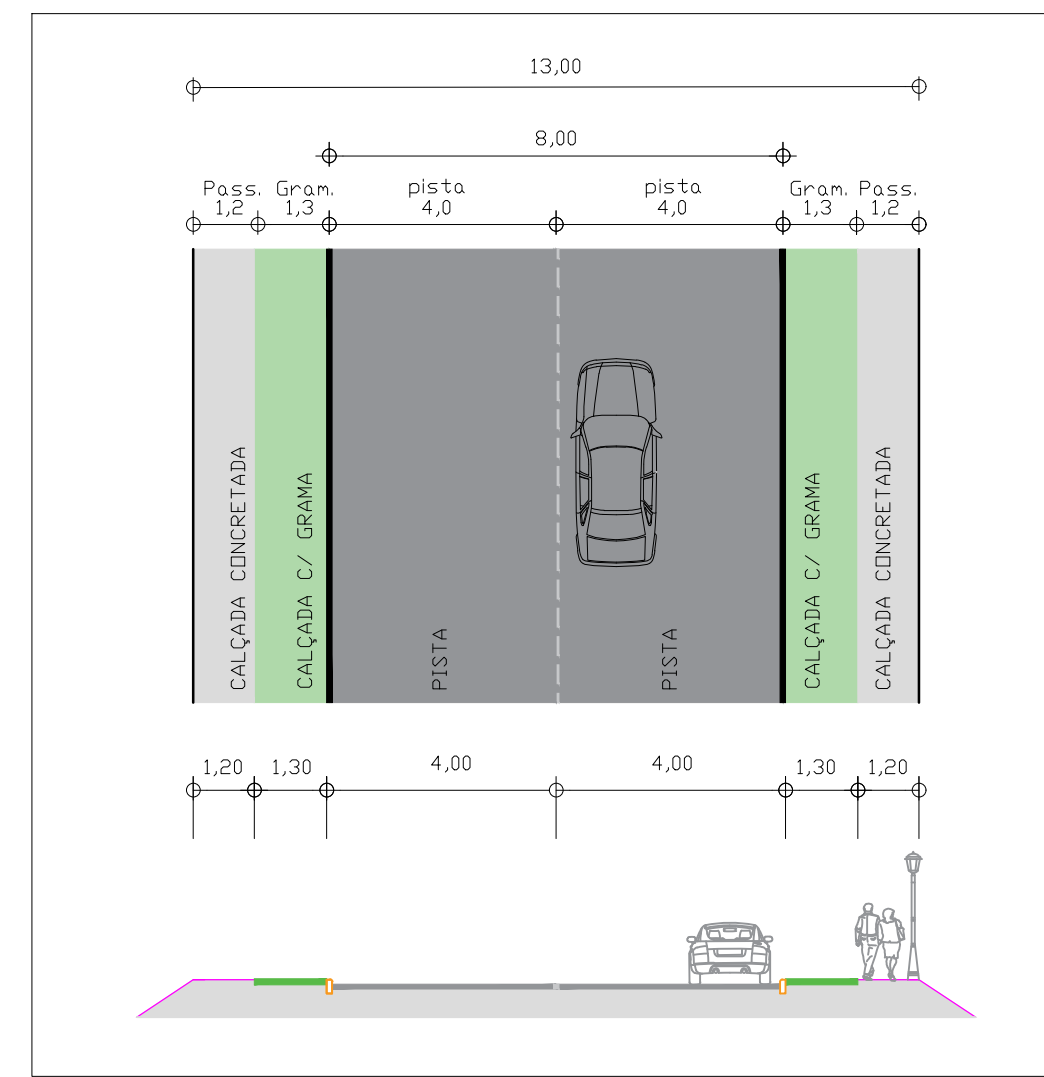 13,00
8,00
Pass. Gram. pista pista Gram. Pass.
1,2 1,3 4,0 4,0 1,3 1,2
CALÇADA CONCRETADA
CALÇADA C/ GRAMA
PISTA
PISTA
CALÇADA C/ GRAMA
CALÇADA CONCRETADA
1,20 1,30 4,00 4,00 1,30 1,20